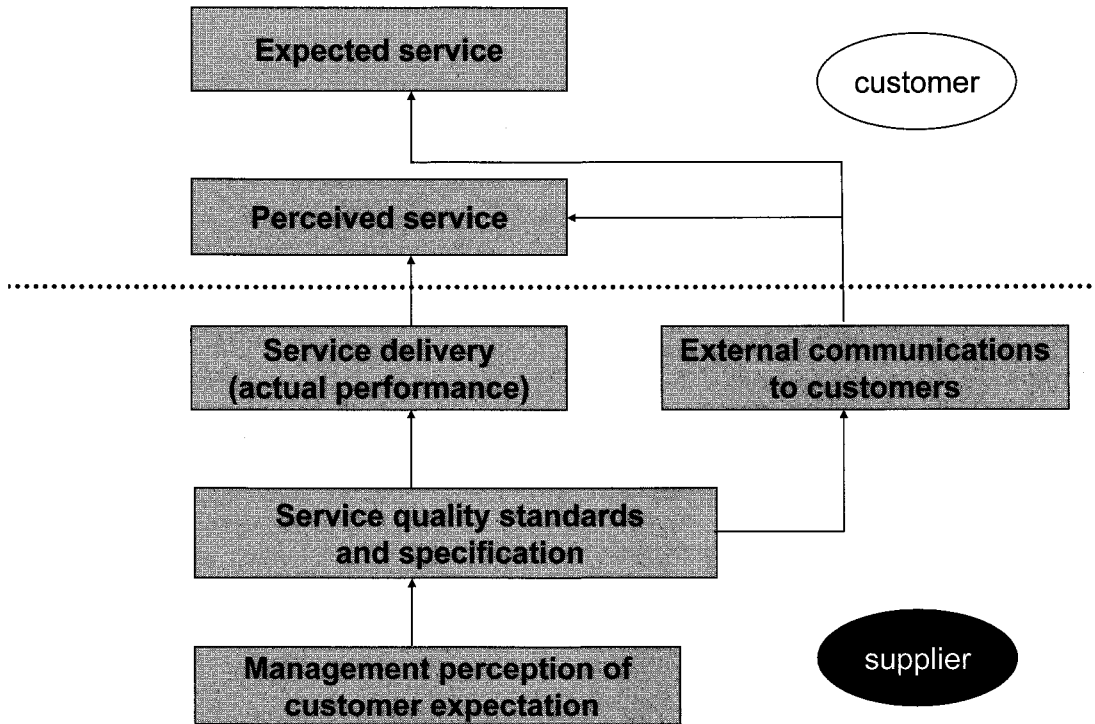 Expected service
customer
Perceived service
Service delivery
(actual performance)
External communications
to customers
Service quality standards
and specification
Management perception of
customer expectation
supplier